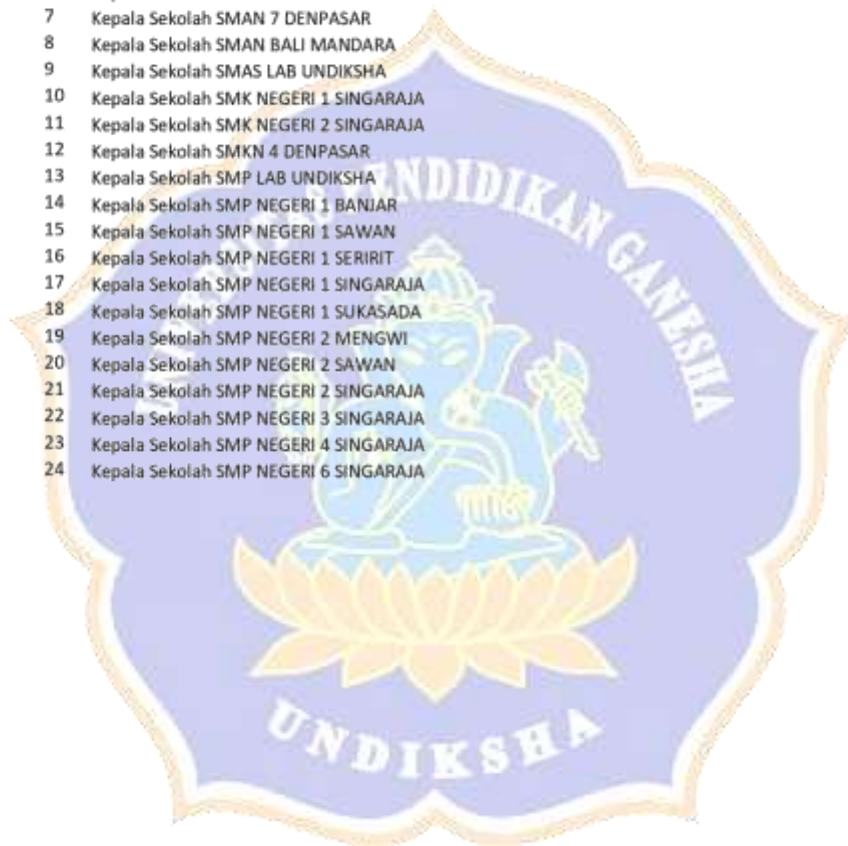 7 Kepala Sekolah SMAN 7 DENPASAR
8 Kepala Sekolah SMAN BALI MANDARA
9 Kepala Sekolah SMAS LAB UNDIKSHA
10 Kepala Sekolah SMK NEGERI 1 SINGARAJA
11 Kepala Sekolah SMK NEGERI 2 SINGARAJA
12 Kepala Sekolah SMKN 4 DENPASAR
13 Kepala Sekolah SMP LAB UNDIKSHA
14 Kepala Sekolah SMP NEGERI 1 BANJAR
15 Kepala Sekolah SMP NEGERI 1 SAWAN
16 Kepala Sekolah SMP NEGERI 1 SERIRIT
17 Kepala Sekolah SMP NEGERI 1 SINGARAJA
18 Kepala Sekolah SMP NEGERI 1 SUKASADA
19 Kepala Sekolah SMP NEGERI 2 MENGWI
20 Kepala Sekolah SMP NEGERI 2 SAWAN
21 Kepala Sekolah SMP NEGERI 2 SINGARAJA
22 Kepala Sekolah SMP NEGERI 3 SINGARAJA
23 Kepala Sekolah SMP NEGERI 4 SINGARAJA
24 Kepala Sekolah SMP NEGERI 6 SINGARAJA
UNIVERSITAS PENDIDIKAN GANESHA
UNDIKSHA